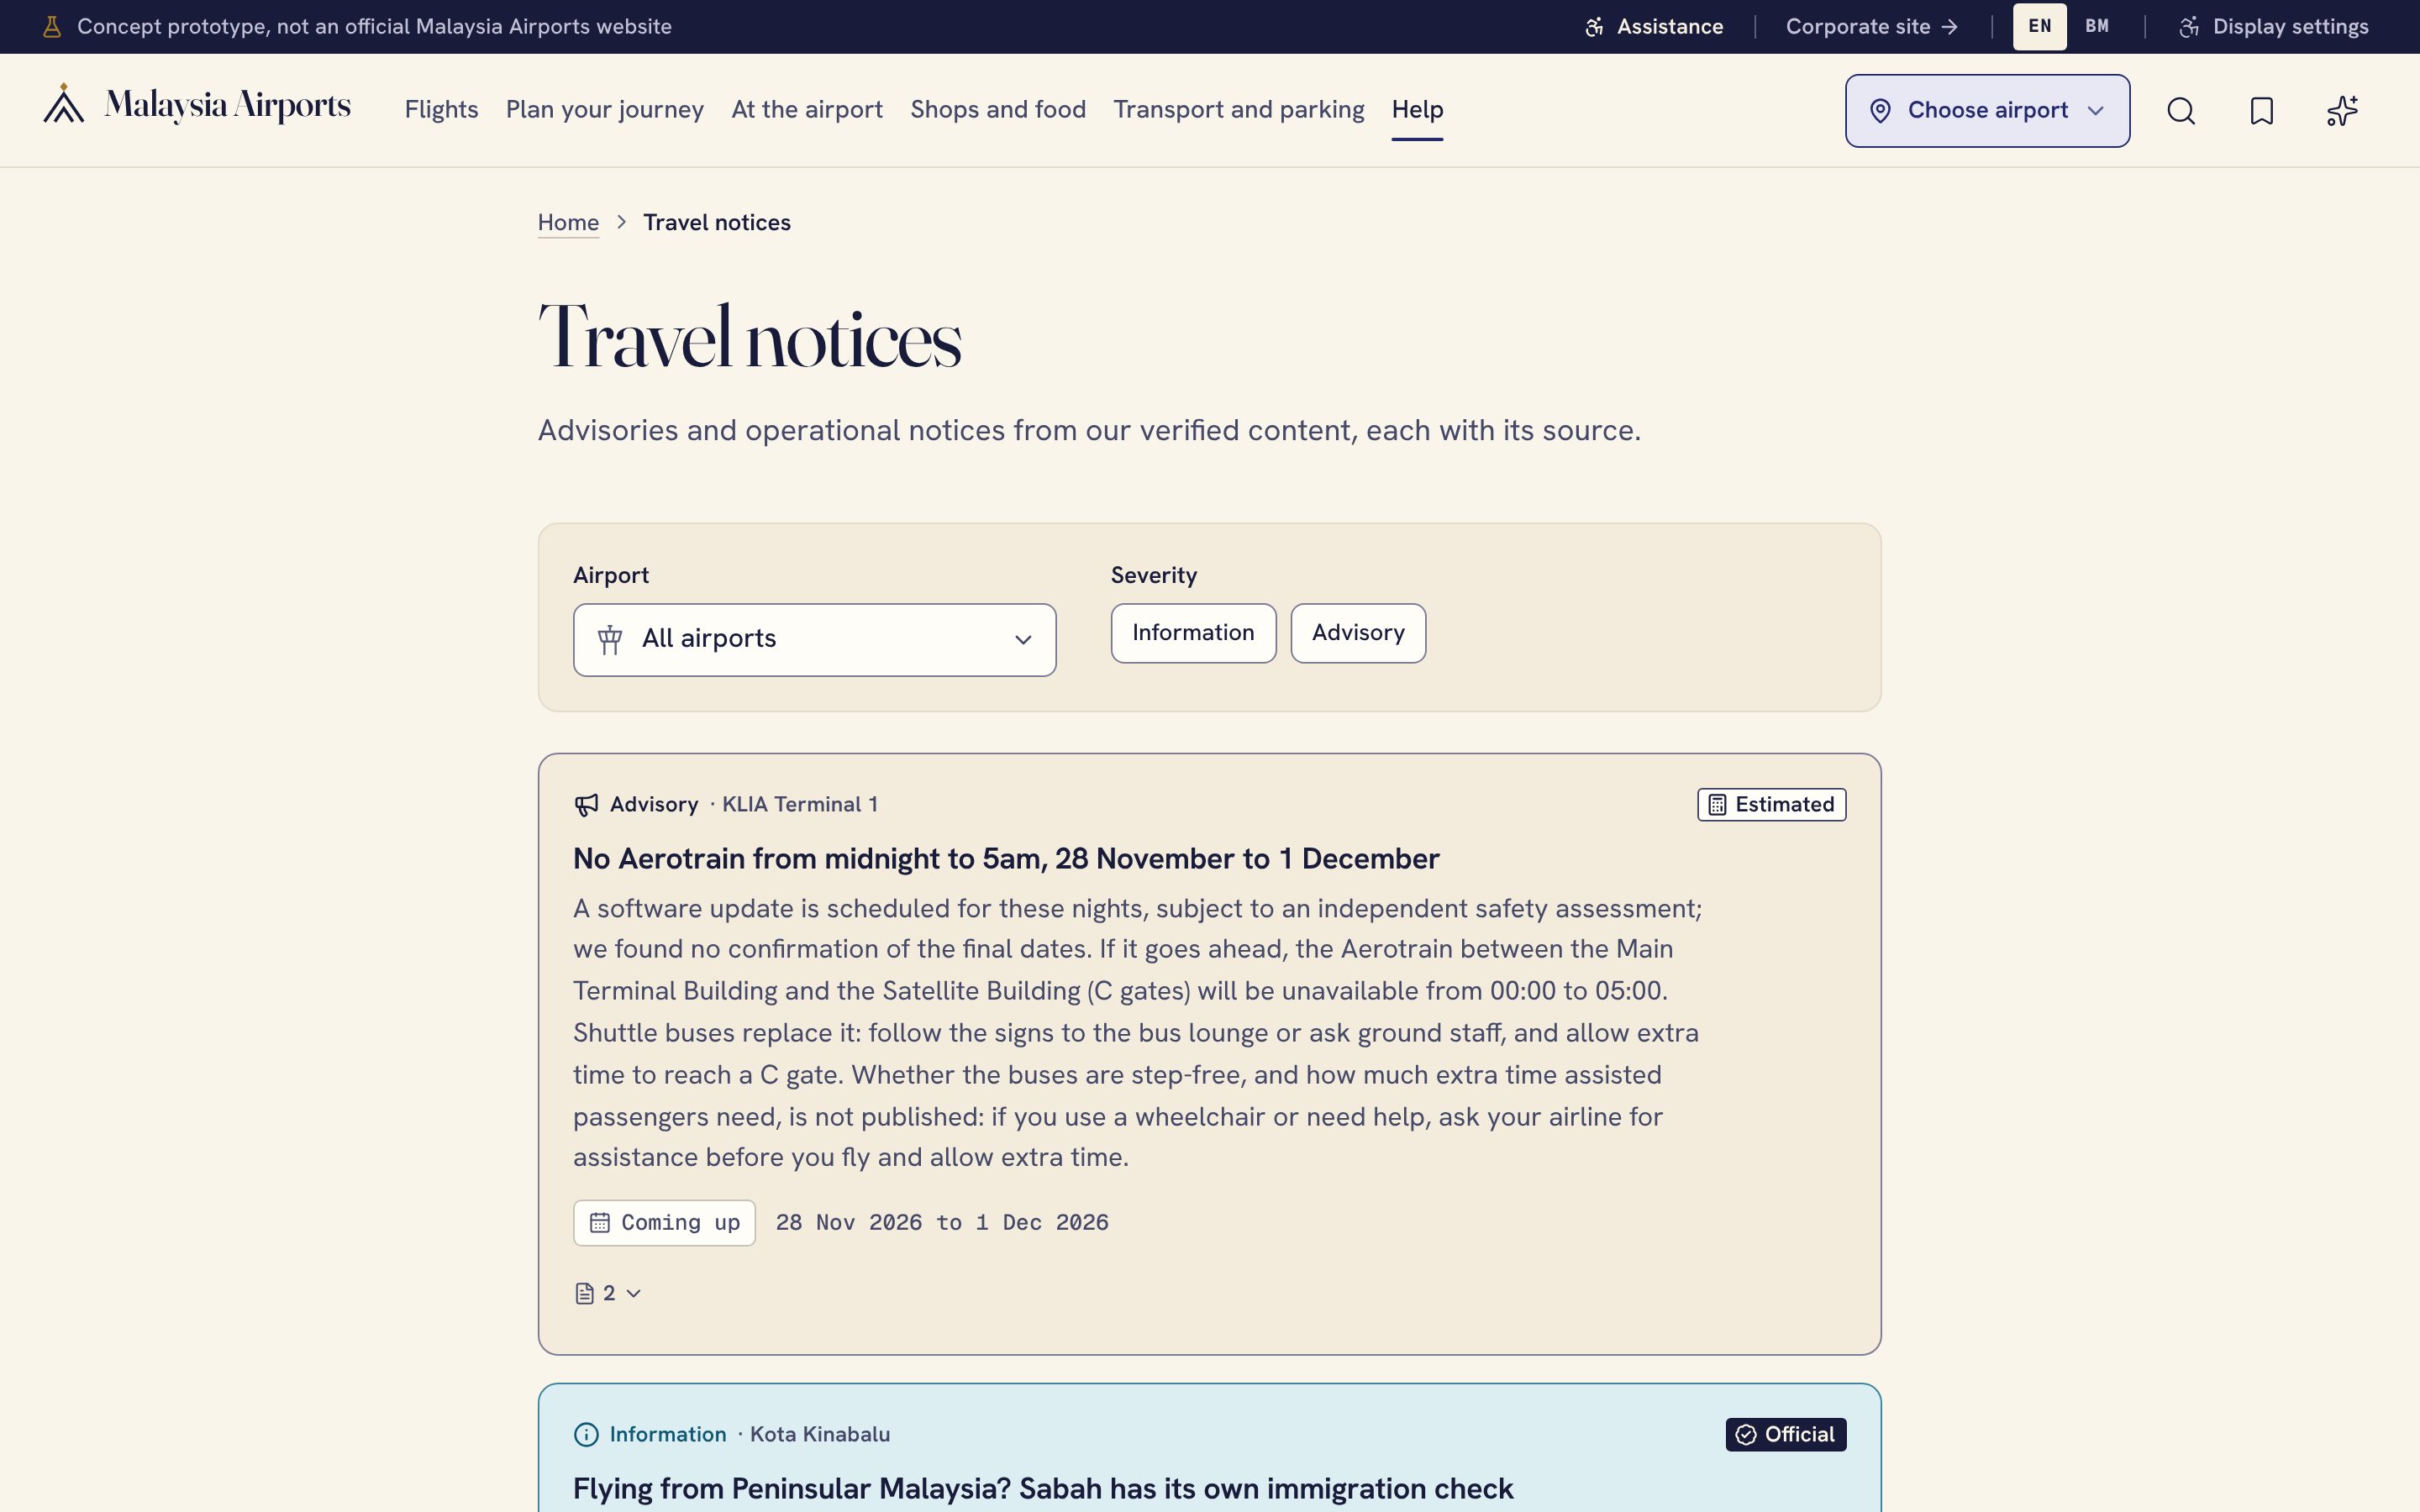 Concept prototype, not an official Malaysia Airports website
Assistance
Corporate site →
EN
BM
Display settings
Malaysia Airports
Flights
Plan your journey
At the airport
Shops and food
Transport and parking
Help
Choose airport
Home > Travel notices
Travel notices
Advisories and operational notices from our verified content, each with its source.
Airport
Severity
All airports
Information
Advisory
Advisory · KLIA Terminal 1
Estimated
No Aerotrain from midnight to 5am, 28 November to 1 December
A software update is scheduled for these nights, subject to an independent safety assessment;
we found no confirmation of the final dates. If it goes ahead, the Aerotrain between the Main
Terminal Building and the Satellite Building (C gates) will be unavailable from 00:00 to 05:00.
Shuttle buses replace it: follow the signs to the bus lounge or ask ground staff, and allow extra
time to reach a C gate. Whether the buses are step-free, and how much extra time assisted
passengers need, is not published: if you use a wheelchair or need help, ask your airline for
assistance before you fly and allow extra time.
Coming up
28 Nov 2026 to 1 Dec 2026
2
Information · Kota Kinabalu
Official
Flying from Peninsular Malaysia? Sabah has its own immigration check